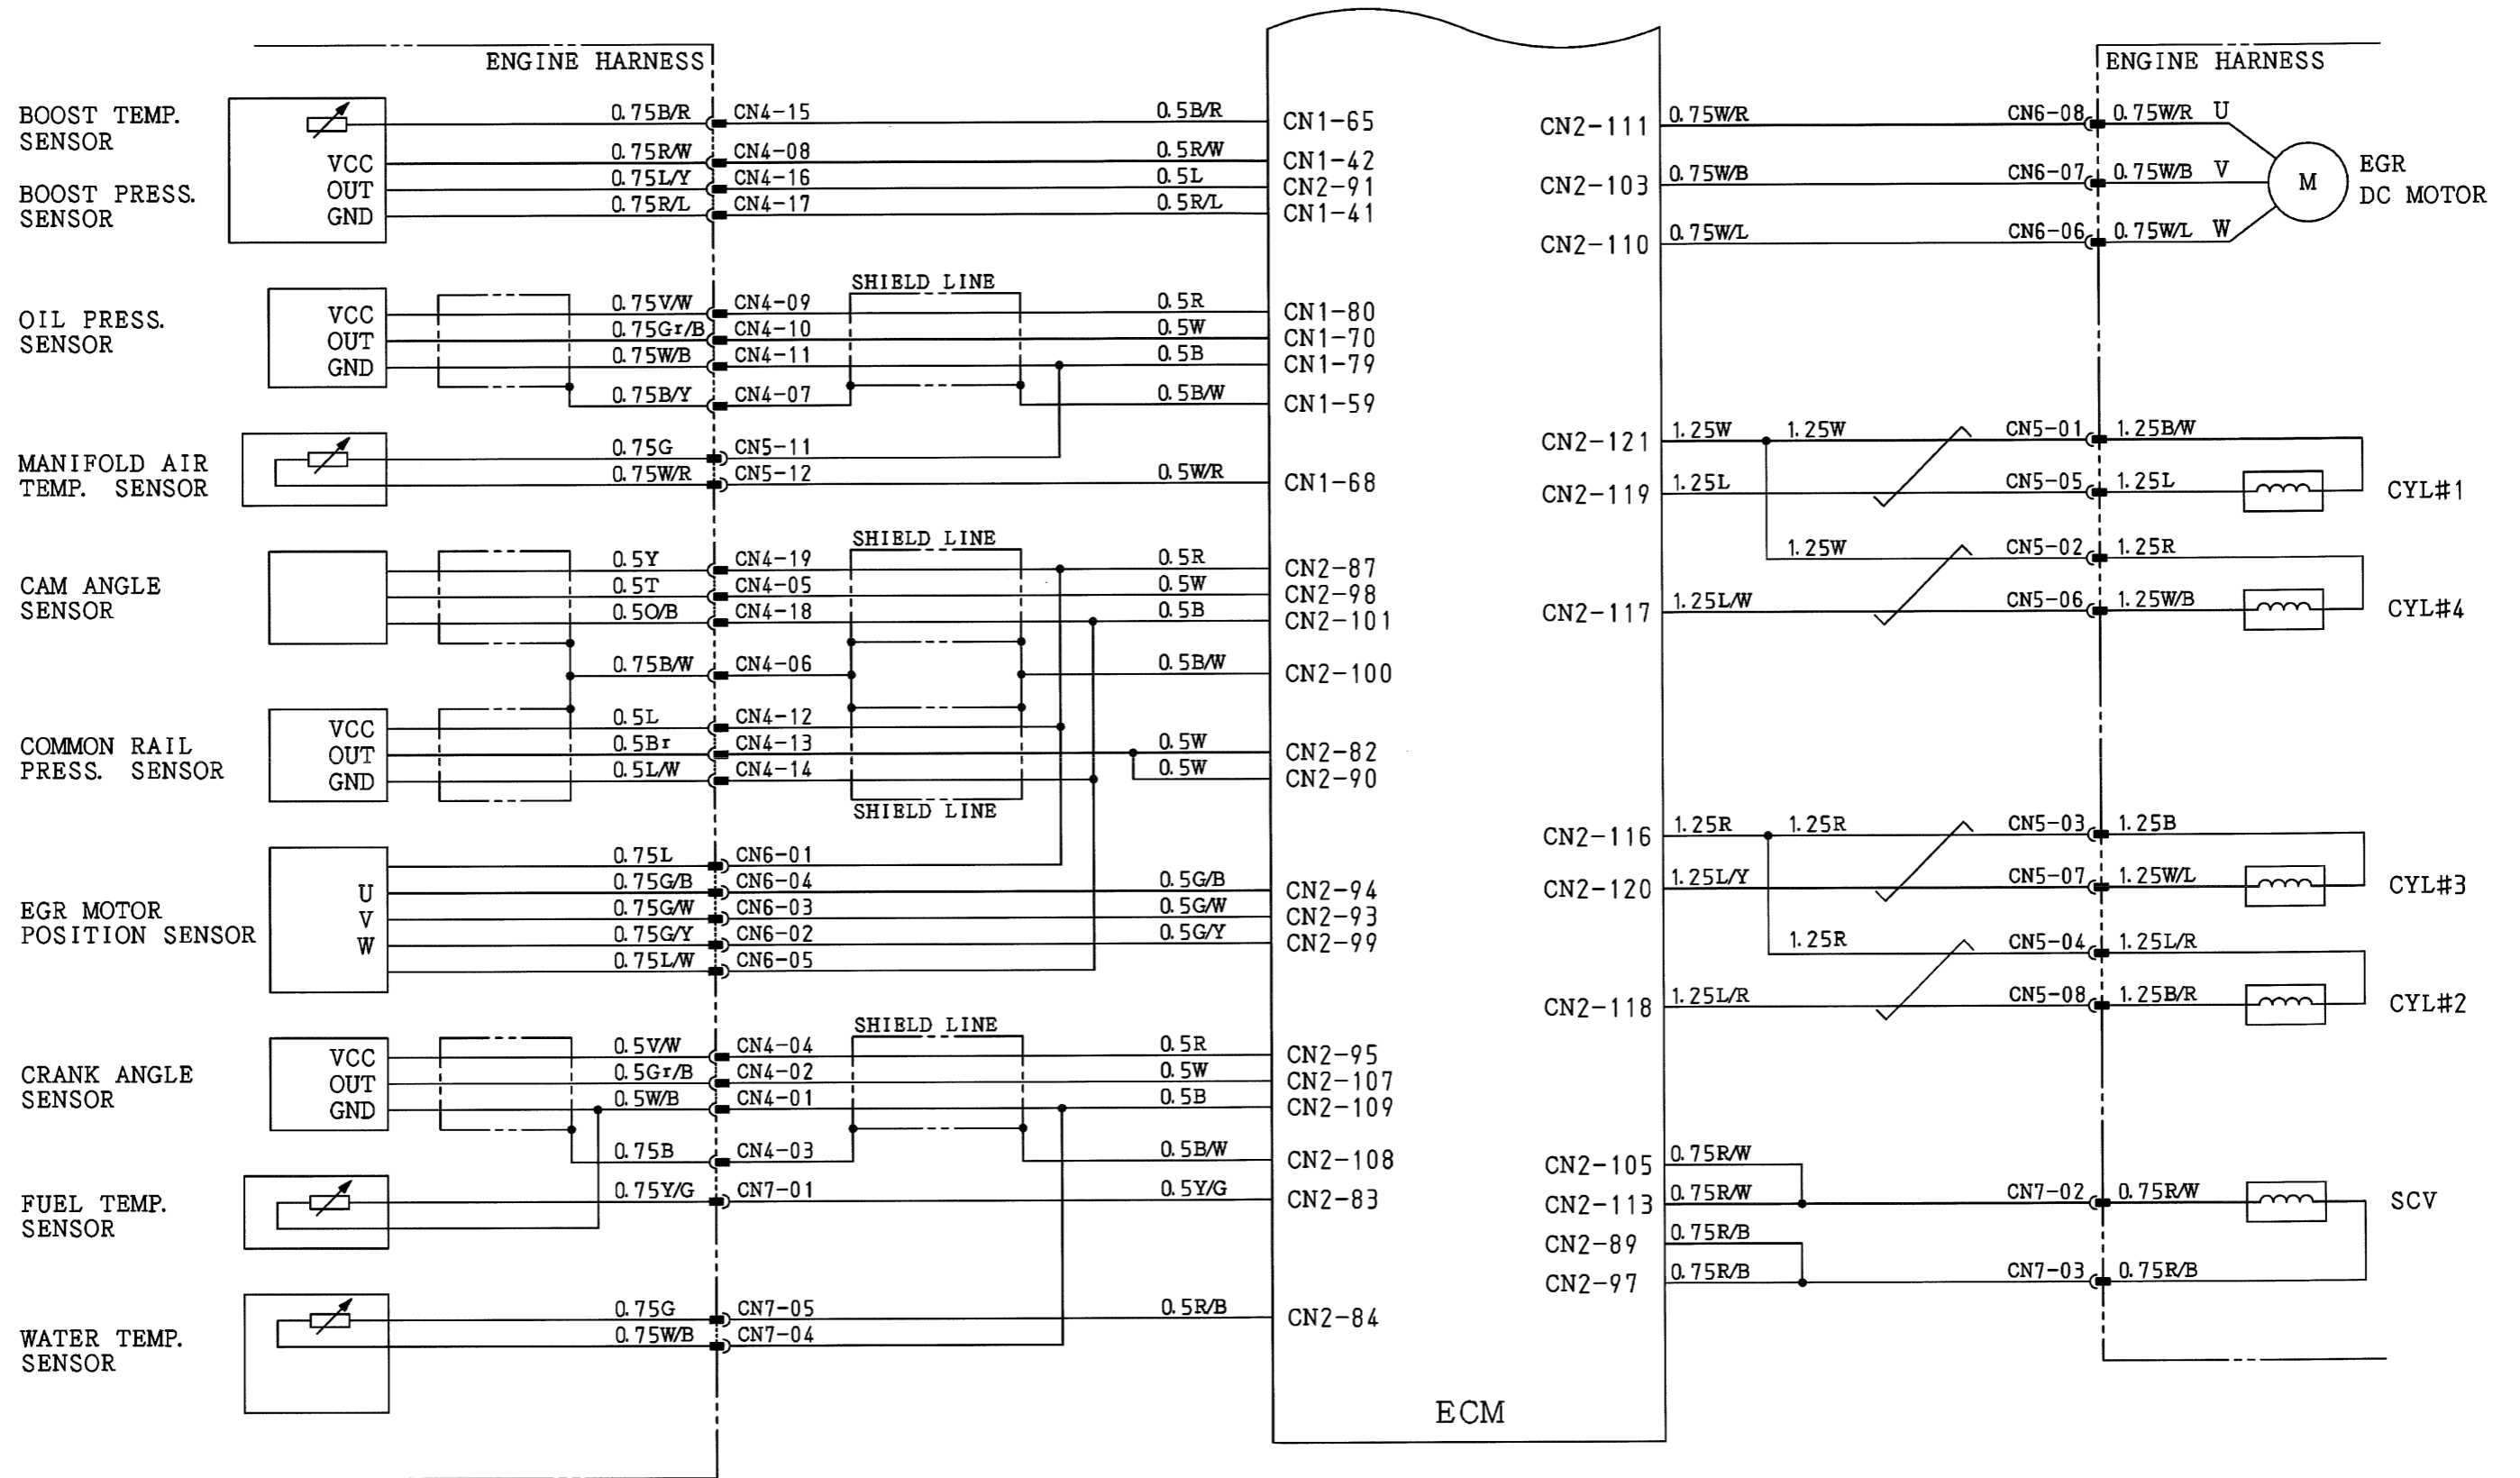 ENGINE HARNESS
BOOST TEMP.
SENSOR
BOOST PRESS.
SENSOR
VCC
OUT
GND
0.75B/R CN4-15 0.5B/R CN1-65
0.75R/W CN4-08 0.5R/W CN1-42
0.75L/Y CN4-16 0.5L CN2-91
0.75R/L CN4-17 0.5R/L CN1-41
OIL PRESS.
SENSOR
SHIELD LINE
VCC 0.75V/W CN4-09 0.5R CN1-80
OUT 0.75Gr/B CN4-10 0.5W CN1-70
GND 0.75W/B CN4-11 0.5B CN1-79
0.75B/Y CN4-07 0.5B/W CN1-59
MANIFOLD AIR
TEMP. SENSOR
0.75G CN5-11
0.75W/R CN5-12 0.5W/R CN1-68
CAM ANGLE
SENSOR
SHIELD LINE
0.5Y CN4-19 0.5R CN2-87
0.5T CN4-05 0.5W CN2-98
0.5O/B CN4-18 0.5B CN2-101
0.75B/W CN4-06 0.5B/W CN2-100
COMMON RAIL
PRESS. SENSOR
VCC 0.5L CN4-12
OUT 0.5Br CN4-13 0.5W CN2-82
GND 0.5L/W CN4-14 0.5W CN2-90
SHIELD LINE
EGR MOTOR
POSITION SENSOR
0.75L CN6-01
U 0.75G/B CN6-04 0.5G/B CN2-94
V 0.75G/W CN6-03 0.5G/W CN2-93
W 0.75G/Y CN6-02 0.5G/Y CN2-99
0.75L/W CN6-05
CRANK ANGLE
SENSOR
SHIELD LINE
VCC 0.5V/W CN4-04 0.5R CN2-95
OUT 0.5Gr/B CN4-02 0.5W CN2-107
GND 0.5W/B CN4-01 0.5B CN2-109
0.75B CN4-03 0.5B/W CN2-108
FUEL TEMP.
SENSOR
0.75Y/G CN7-01 0.5Y/G CN2-83
WATER TEMP.
SENSOR
0.75G CN7-05 0.5R/B CN2-84
0.75W/B CN7-04
ECM
ENGINE HARNESS
CN2-111 0.75W/R CN6-08 0.75W/R U
CN2-103 0.75W/B CN6-07 0.75W/B V
CN2-110 0.75W/L CN6-06 0.75W/L W
M
EGR
DC MOTOR
CN2-121 1.25W 1.25W CN5-01 1.25B/W
CN2-119 1.25L CN5-05 1.25L CYL#1
1.25W CN5-02 1.25R
CN2-117 1.25L/W CN5-06 1.25W/B CYL#4
CN2-116 1.25R 1.25R CN5-03 1.25B
CN2-120 1.25L/Y CN5-07 1.25W/L CYL#3
1.25R CN5-04 1.25L/R
CN2-118 1.25L/R CN5-08 1.25B/R CYL#2
CN2-105 0.75R/W
CN2-113 0.75R/W CN7-02 0.75R/W SCV
CN2-89 0.75R/B
CN2-97 0.75R/B CN7-03 0.75R/B